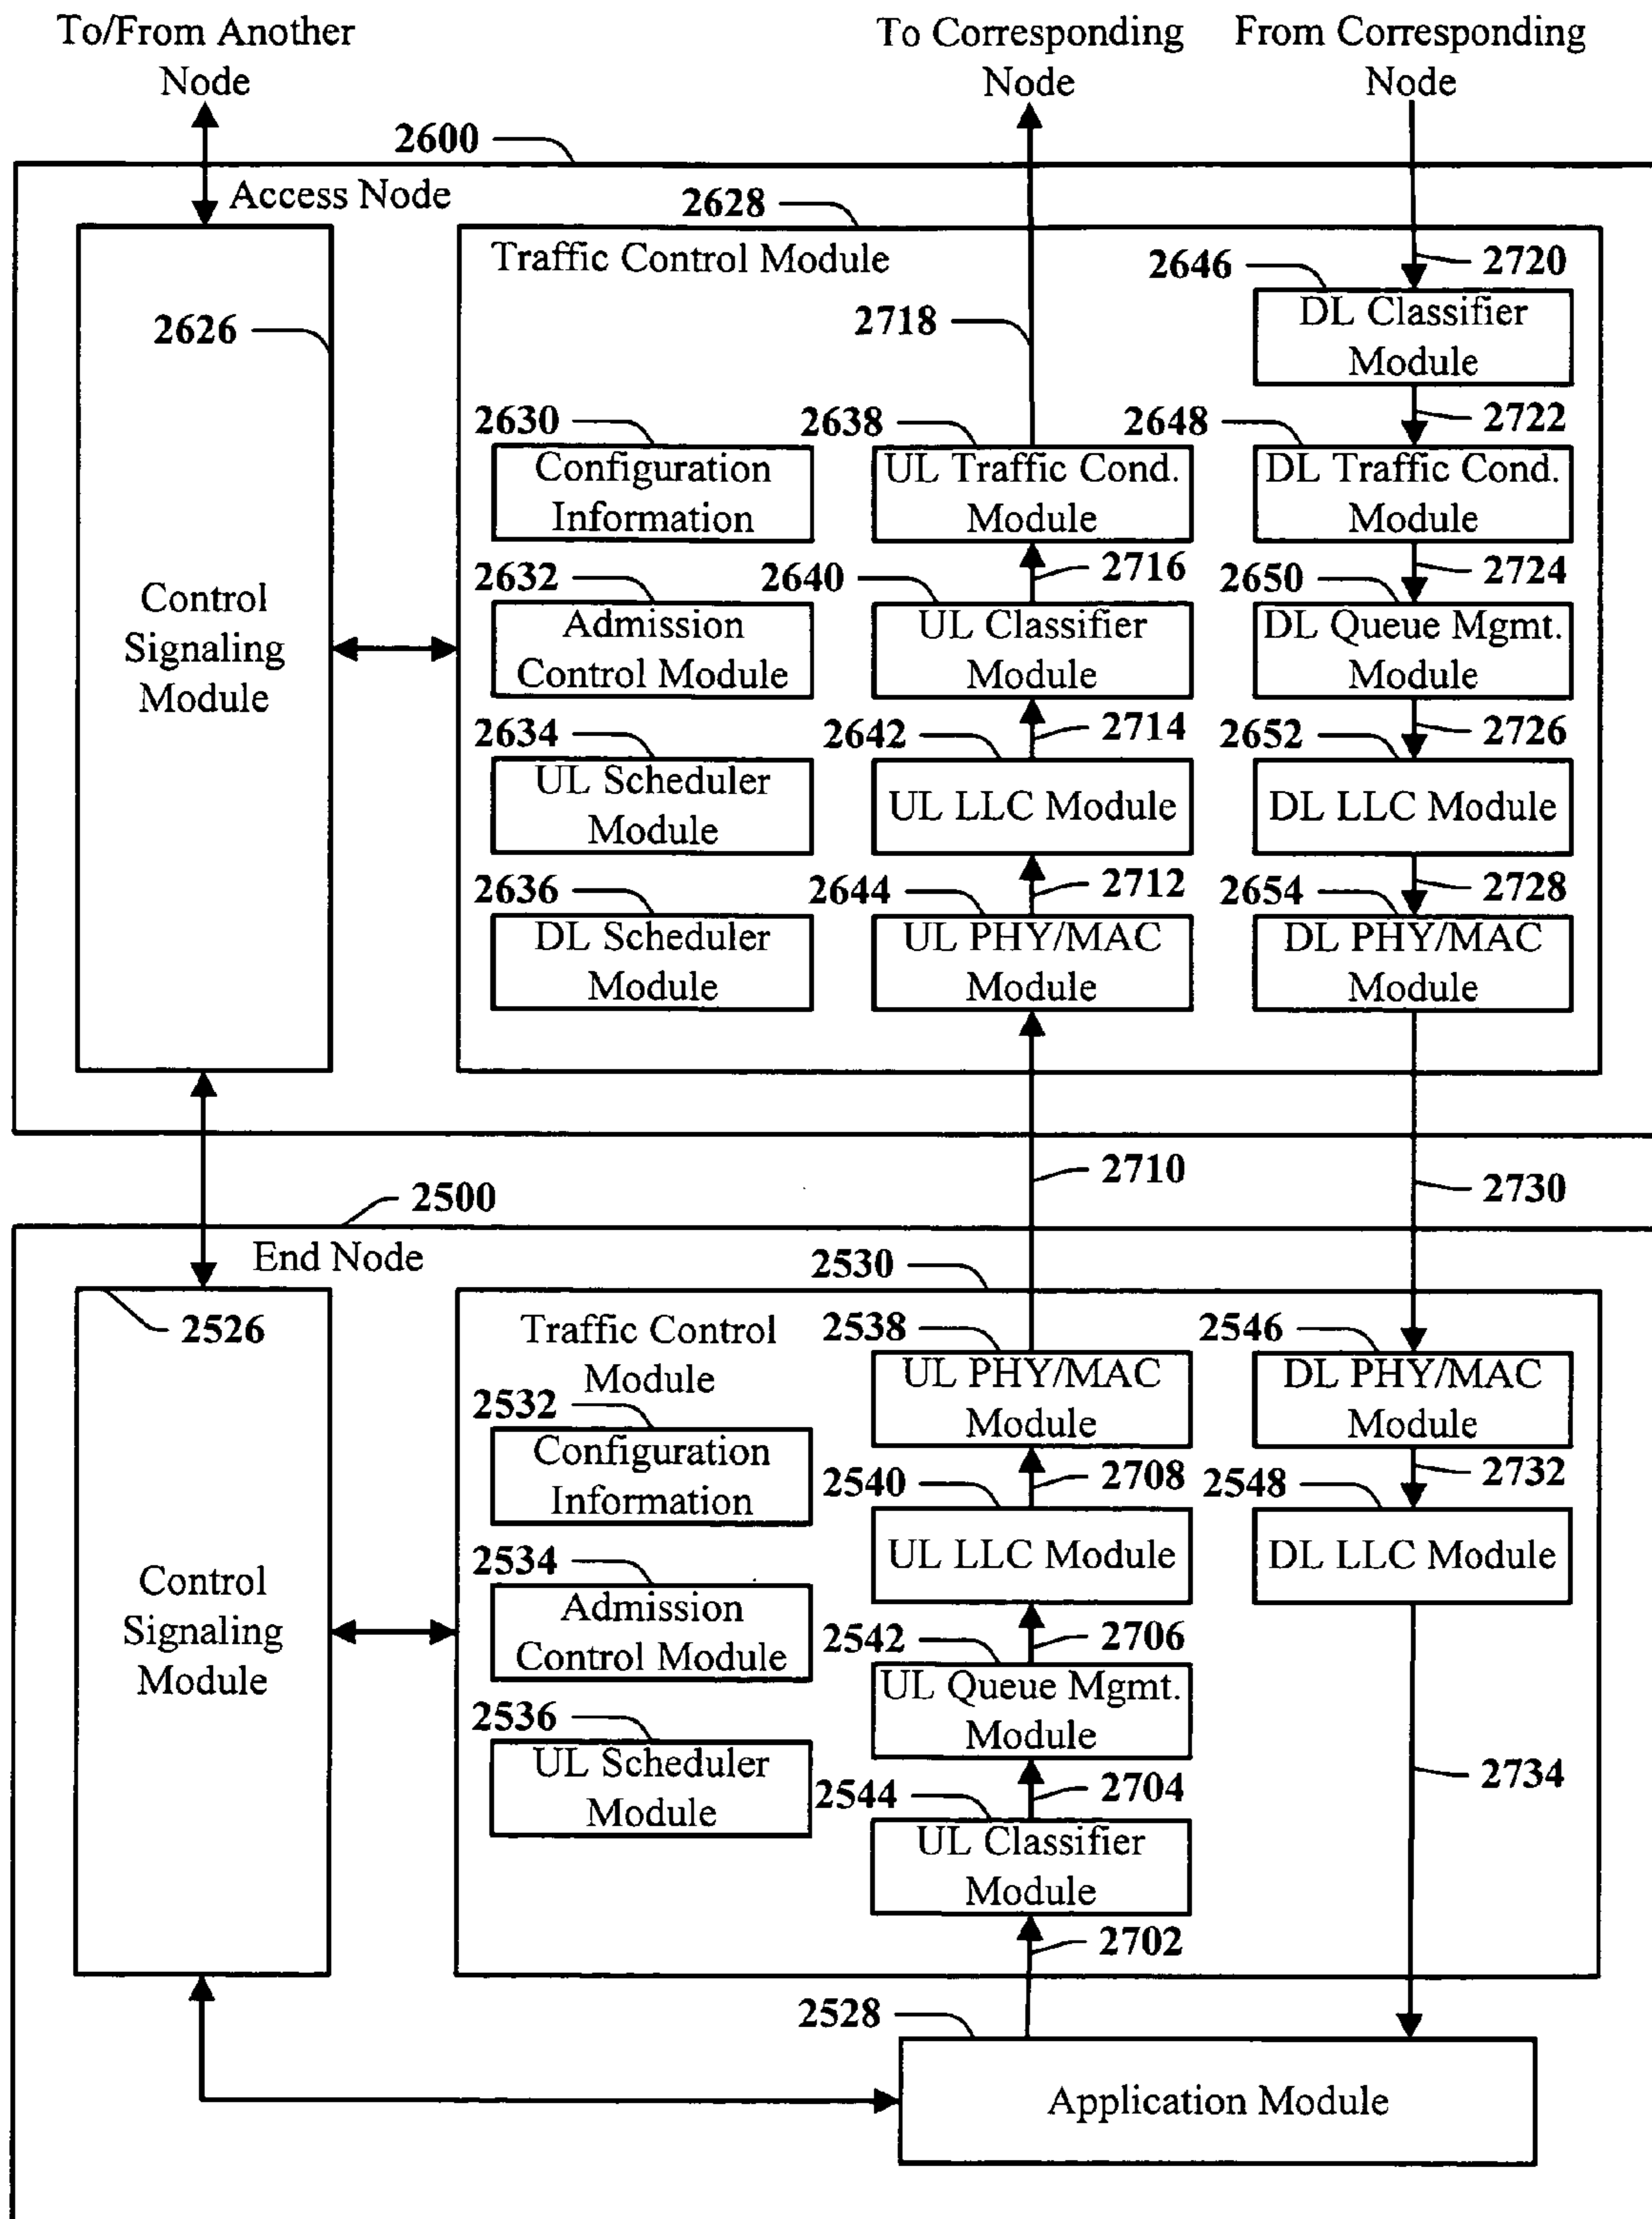 To/From Another
Node
To Corresponding
Node
From Corresponding
Node
2600
Access Node
2628
Traffic Control Module
2626
Control
Signaling
Module
2718
2646
2720
DL Classifier
Module
2722
2630
Configuration
Information
2638
UL Traffic Cond.
Module
2648
DL Traffic Cond.
Module
2716
2724
2632
Admission
Control Module
2640
UL Classifier
Module
2650
DL Queue Mgmt.
Module
2714
2726
2634
UL Scheduler
Module
2642
UL LLC Module
2652
DL LLC Module
2712
2728
2636
DL Scheduler
Module
2644
UL PHY/MAC
Module
2654
DL PHY/MAC
Module
2710
2730
2500
End Node
2526
Control
Signaling
Module
2530
Traffic Control
Module
2538
UL PHY/MAC
Module
2546
DL PHY/MAC
Module
2708
2732
2532
Configuration
Information
2540
UL LLC Module
2548
DL LLC Module
2706
2534
Admission
Control Module
2542
UL Queue Mgmt.
Module
2704
2734
2536
UL Scheduler
Module
2544
UL Classifier
Module
2702
2528
Application Module